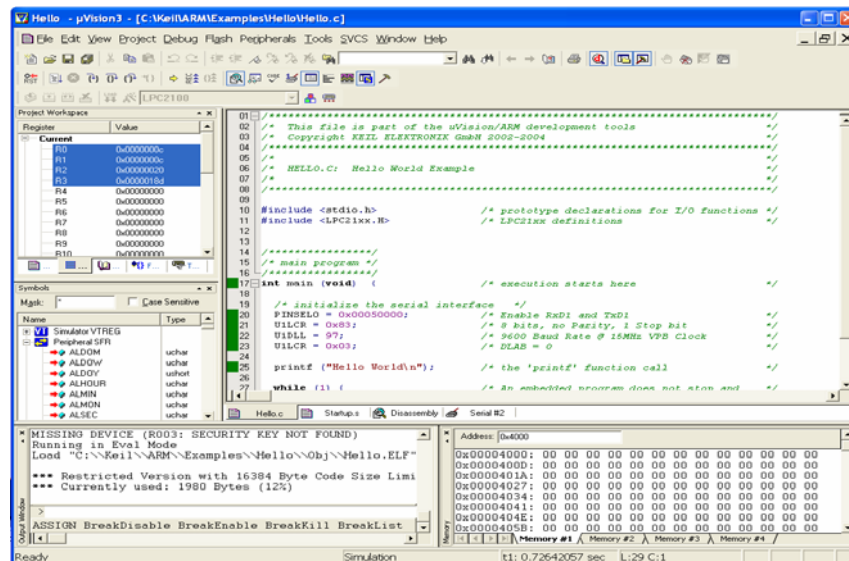 Hello - µVision3 - [C:\Keil\ARM\Examples\Hello\Hello.c]
File Edit View Project Debug Flash Peripherals Tools SVCS Window Help
LPC2100
Project Workspace
Register Value
Current
R0 0x0000000c
R1 0x0000000c
R2 0x00000020
R3 0x0000018d
R4 0x00000000
R5 0x00000000
R6 0x00000000
R7 0x00000000
R8 0x00000000
R9 0x00000000
R10 0x00000000
Symbols
Mask: * Case Sensitive
Name Type
Simulator VTREG
Peripheral SFR
ALDOM uchar
ALDOW uchar
ALDOY ushort
ALHOUR uchar
ALMIN uchar
ALMON uchar
ALSEC uchar
01 /******************************************************************************/
02 /* This file is part of the uVision/ARM development tools */
03 /* Copyright KEIL ELEKTRONIK GmbH 2002-2004 */
04 /******************************************************************************/
05 /* */
06 /* HELLO.C: Hello World Example */
07 /* */
08 /******************************************************************************/
09
10 #include <stdio.h> /* prototype declarations for I/O functions */
11 #include <LPC21xx.H> /* LPC21xx definitions */
12
13
14 /****************/
15 /* main program */
16 /****************/
17 int main (void) { /* execution starts here */
18
19 /* initialize the serial interface */
20 PINSEL0 = 0x00050000; /* Enable RxD1 and TxD1 */
21 U1LCR = 0x83; /* 8 bits, no Parity, 1 Stop bit */
22 U1DLL = 97; /* 9600 Baud Rate @ 15MHz VPB Clock */
23 U1LCR = 0x03; /* DLAB = 0 */
24
25 printf ("Hello World\n"); /* the 'printf' function call */
26
27 while (1) { /* An embedded program does not stop and */
Hello.c Startup.s Disassembly Serial #2
MISSING DEVICE (R003: SECURITY KEY NOT FOUND)
Running in Eval Mode
Load "C:\\Keil\\ARM\\Examples\\Hello\\Obj\\Hello.ELF"
*** Restricted Version with 16384 Byte Code Size Limi
*** Currently used: 1980 Bytes (12%)
>
ASSIGN BreakDisable BreakEnable BreakKill BreakList
Output Window
Address: 0x4000
0x00004000: 00 00 00 00 00 00 00 00 00 00 00 00 00
0x0000400D: 00 00 00 00 00 00 00 00 00 00 00 00 00
0x0000401A: 00 00 00 00 00 00 00 00 00 00 00 00 00
0x00004027: 00 00 00 00 00 00 00 00 00 00 00 00 00
0x00004034: 00 00 00 00 00 00 00 00 00 00 00 00 00
0x00004041: 00 00 00 00 00 00 00 00 00 00 00 00 00
0x0000404E: 00 00 00 00 00 00 00 00 00 00 00 00 00
0x0000405B: 00 00 00 00 00 00 00 00 00 00 00 00 00
Memory
Memory #1 Memory #2 Memory #3 Memory #4
Ready Simulation t1: 0.72642057 sec L:29 C:1